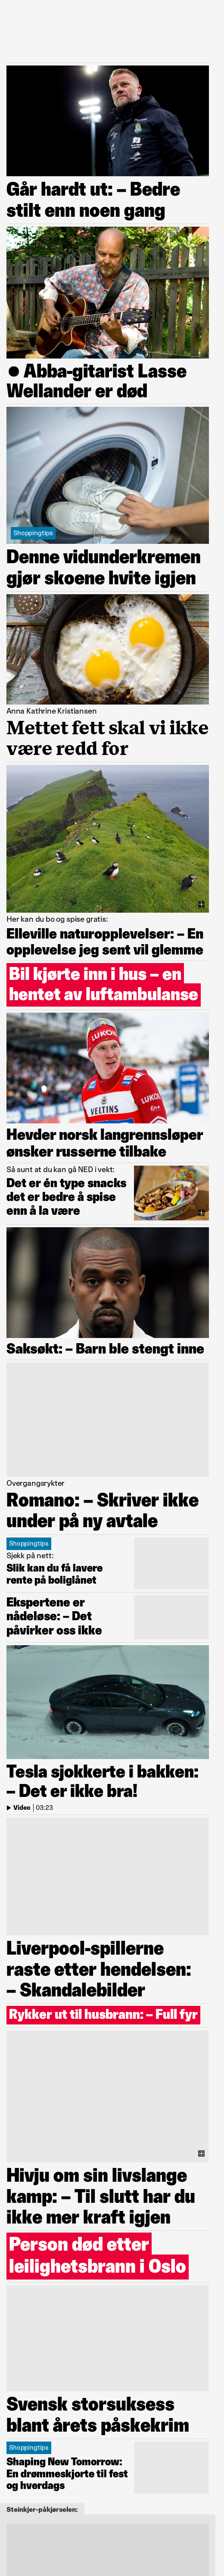 Går hardt ut: – Bedre
stilt enn noen gang
● Abba-gitarist Lasse
Wellander er død
Shoppingtips
Denne vidunderkremen
gjør skoene hvite igjen
Anna Kathrine Kristiansen
Mettet fett skal vi ikke
være redd for
Her kan du bo og spise gratis:
Elleville naturopplevelser: – En
opplevelse jeg sent vil glemme
Bil kjørte inn i hus – en
hentet av luftambulanse
LUKOIL
VELTINS
Hevder norsk langrennsløper
ønsker russerne tilbake
Så sunt at du kan gå NED i vekt:
Det er én type snacks
det er bedre å spise
enn å la være
Saksøkt: – Barn ble stengt inne
Overgangsrykter
Romano: – Skriver ikke
under på ny avtale
Shoppingtips
Sjekk på nett:
Slik kan du få lavere
rente på boliglånet
Ekspertene er
nådeløse: – Det
påvirker oss ikke
Tesla sjokkerte i bakken:
– Det er ikke bra!
Video | 03:23
Liverpool-spillerne
raste etter hendelsen:
– Skandalebilder
Rykker ut til husbrann: – Full fyr
Hivju om sin livslange
kamp: – Til slutt har du
ikke mer kraft igjen
Person død etter
leilighetsbrann i Oslo
Svensk storsuksess
blant årets påskekrim
Shoppingtips
Shaping New Tomorrow:
En drømmeskjorte til fest
og hverdags
Steinkjer-påkjørselen: